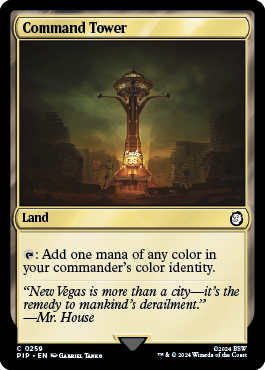 Command Tower
Lucky
38
Land
: Add one mana of any color in
your commander's color identity.
“New Vegas is more than a city—it's the
remedy to mankind's derailment.”
—Mr. House
C 0259
PIP • EN Gabriel Tanko
©2024 BSW
™ & © 2024 Wizards of the Coast